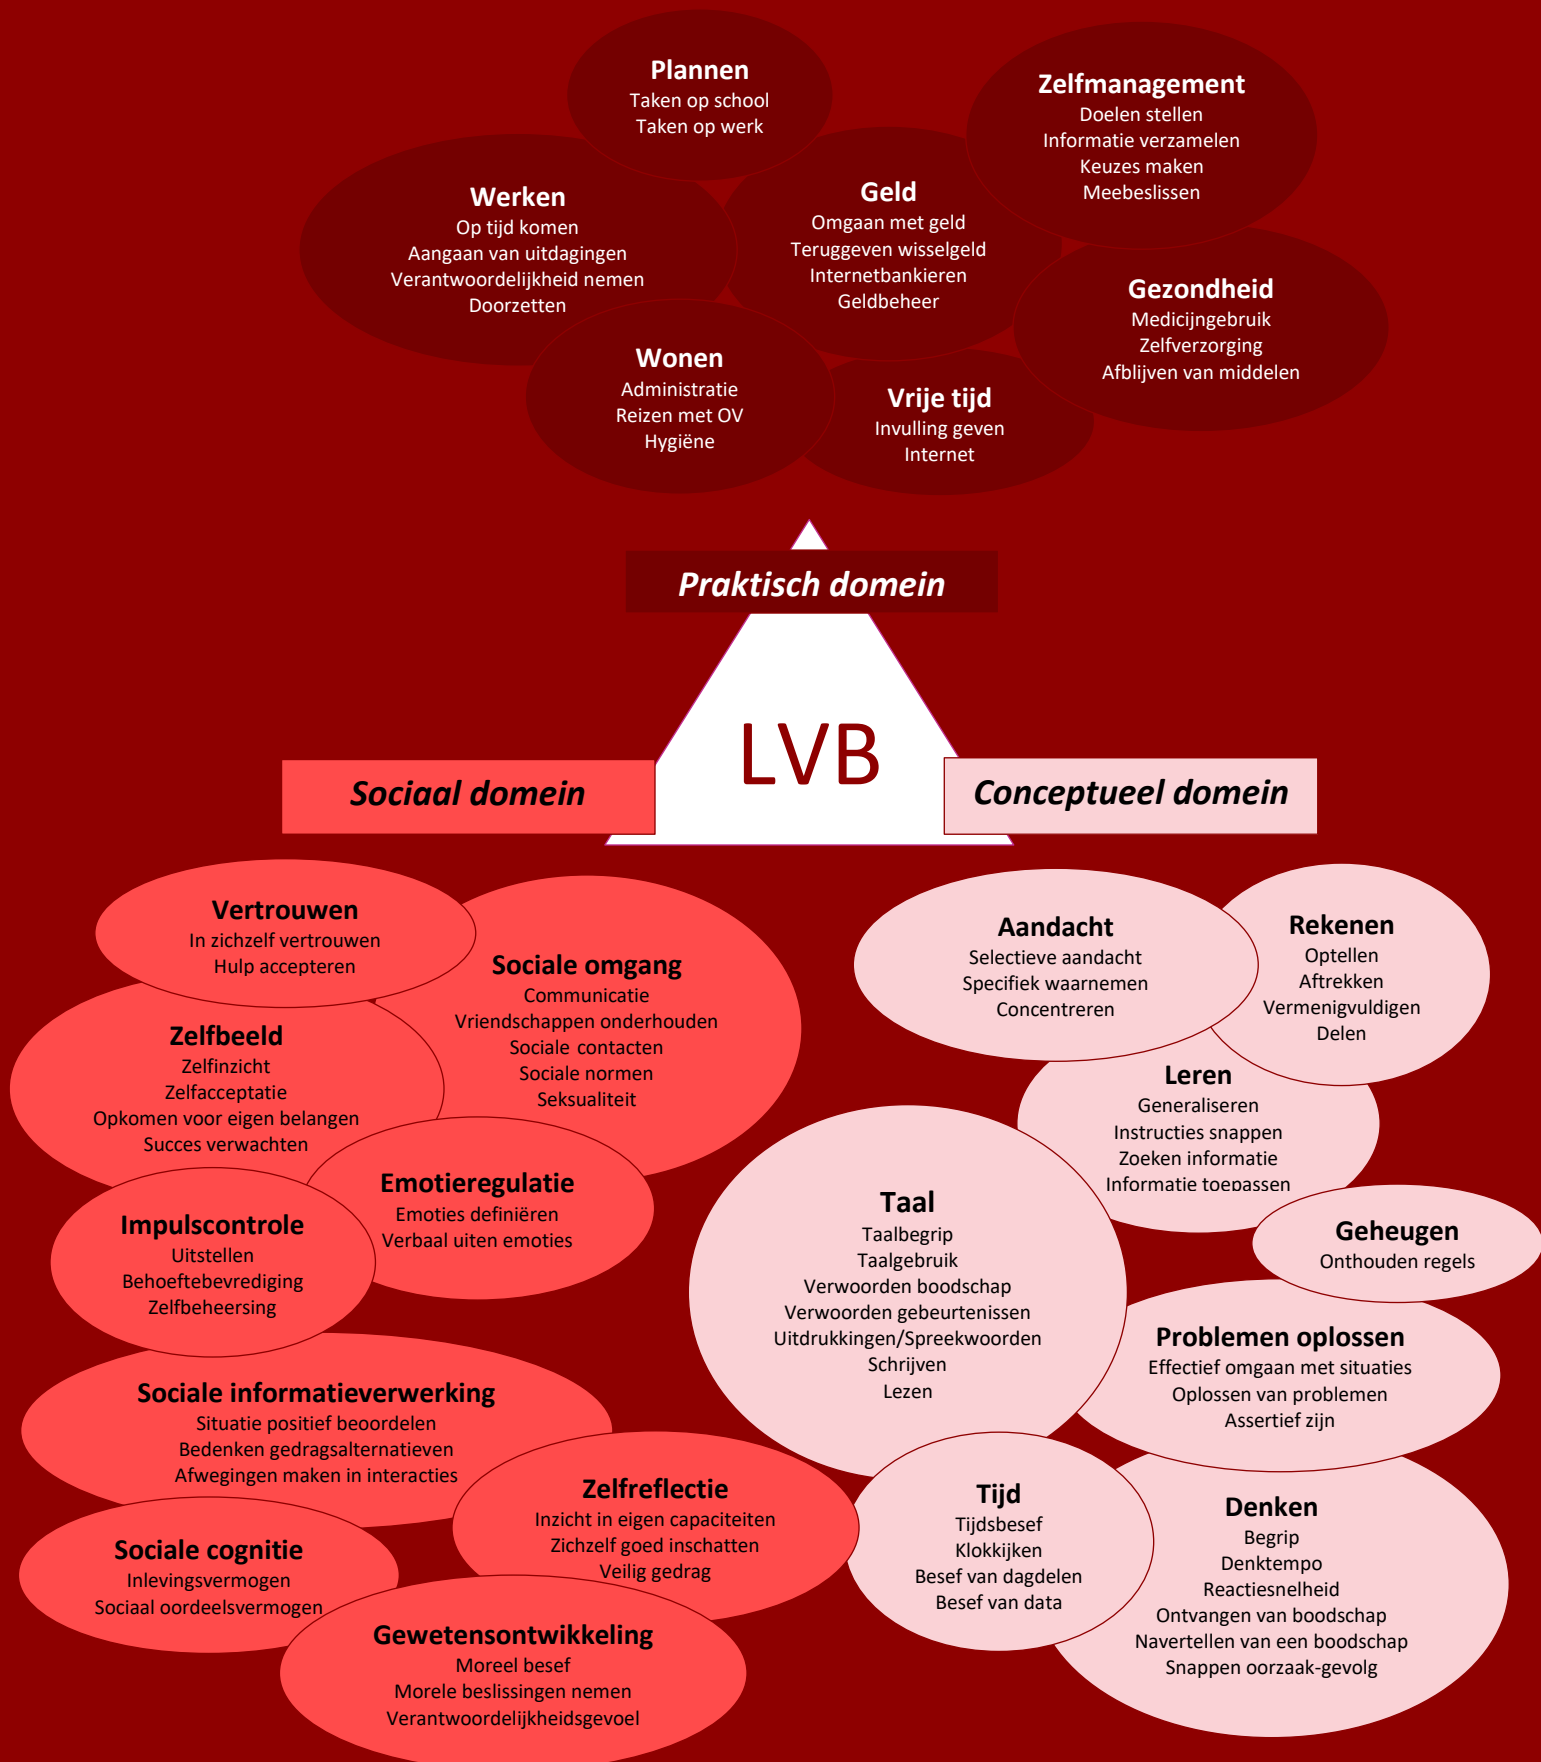 Plannen
Taken op school
Taken op werk
Zelfmanagement
Doelen stellen
Informatie verzamelen
Keuzes maken
Meebeslissen
Werken
Op tijd komen
Aangaan van uitdagingen
Verantwoordelijkheid nemen
Doorzetten
Geld
Omgaan met geld
Teruggeven wisselgeld
Internetbankieren
Geldbeheer
Gezondheid
Medicijngebruik
Zelfverzorging
Afblijven van middelen
Wonen
Administratie
Reizen met OV
Hygiëne
Vrije tijd
Invulling geven
Internet
Praktisch domein
LVB
Sociaal domein
Conceptueel domein
Vertrouwen
In zichzelf vertrouwen
Hulp accepteren
Sociale omgang
Communicatie
Vriendschappen onderhouden
Sociale contacten
Sociale normen
Seksualiteit
Zelfbeeld
Zelfinzicht
Zelfacceptatie
Opkomen voor eigen belangen
Succes verwachten
Emotieregulatie
Emoties definiëren
Verbaal uiten emoties
Impulscontrole
Uitstellen
Behoeftebevrediging
Zelfbeheersing
Sociale informatieverwerking
Situatie positief beoordelen
Bedenken gedragsalternatieven
Afwegingen maken in interacties
Zelfreflectie
Inzicht in eigen capaciteiten
Zichzelf goed inschatten
Veilig gedrag
Sociale cognitie
Inlevingsvermogen
Sociaal oordeelsvermogen
Gewetensontwikkeling
Moreel besef
Morele beslissingen nemen
Verantwoordelijkheidsgevoel
Aandacht
Selectieve aandacht
Specifiek waarnemen
Concentreren
Rekenen
Optellen
Aftrekken
Vermenigvuldigen
Delen
Leren
Generaliseren
Instructies snappen
Zoeken informatie
Informatie toepassen
Taal
Taalbegrip
Taalgebruik
Verwoorden boodschap
Verwoorden gebeurtenissen
Uitdrukkingen/Spreekwoorden
Schrijven
Lezen
Geheugen
Onthouden regels
Problemen oplossen
Effectief omgaan met situaties
Oplossen van problemen
Assertief zijn
Tijd
Tijdsbesef
Klokkijken
Besef van dagdelen
Besef van data
Denken
Begrip
Denktempo
Reactiesnelheid
Ontvangen van boodschap
Navertellen van een boodschap
Snappen oorzaak-gevolg